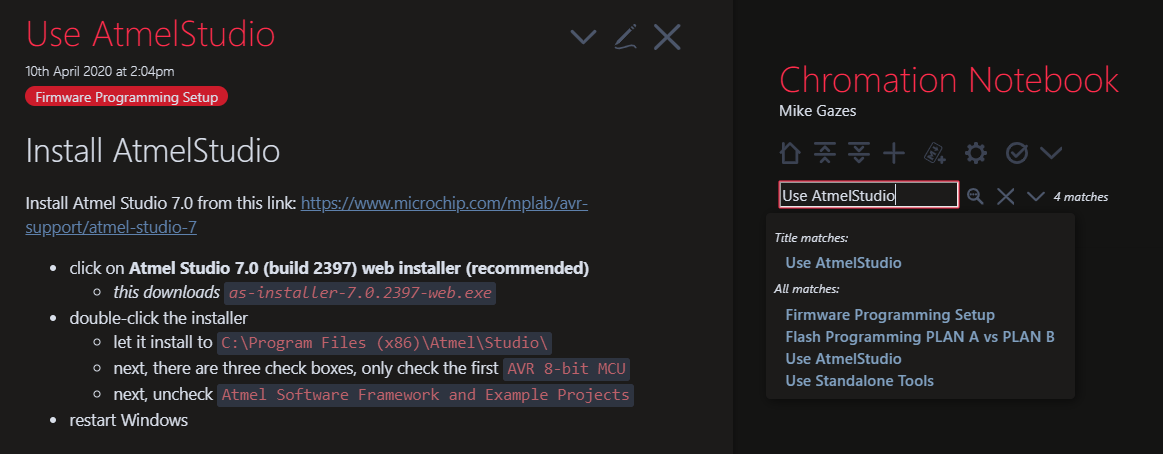 Use AtmelStudio
10th April 2020 at 2:04pm
Firmware Programming Setup
Install AtmelStudio
Install Atmel Studio 7.0 from this link: https://www.microchip.com/mplab/avr-
support/atmel-studio-7
click on Atmel Studio 7.0 (build 2397) web installer (recommended)
this downloads as-installer-7.0.2397-web.exe
double-click the installer
let it install to C:\Program Files (x86)\Atmel\Studio\
next, there are three check boxes, only check the first AVR 8-bit MCU
next, uncheck Atmel Software Framework and Example Projects
restart Windows
Chromation Notebook
Mike Gazes
Use AtmelStudio
4 matches
Title matches:
Use AtmelStudio
All matches:
Firmware Programming Setup
Flash Programming PLAN A vs PLAN B
Use AtmelStudio
Use Standalone Tools